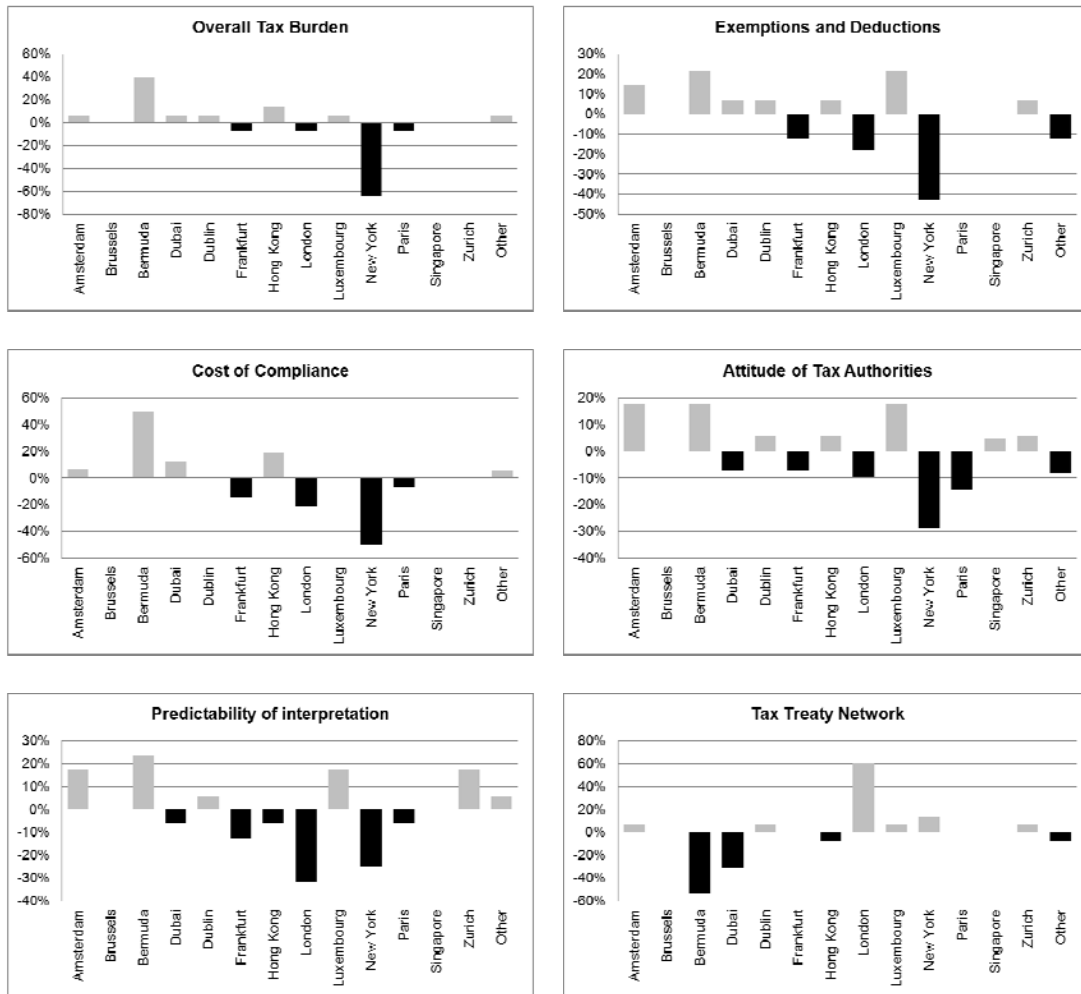 Overall Tax Burden
60%
40%
20%
0%
-20%
-40%
-60%
-80%
Amsterdam
Brussels
Bermuda
Dubai
Dublin
Frankfurt
Hong Kong
London
Luxembourg
New York
Paris
Singapore
Zurich
Other
Exemptions and Deductions
30%
20%
10%
0%
-10%
-20%
-30%
-40%
-50%
Amsterdam
Brussels
Bermuda
Dubai
Dublin
Frankfurt
Hong Kong
London
Luxembourg
New York
Paris
Singapore
Zurich
Other
Cost of Compliance
60%
40%
20%
0%
-20%
-40%
-60%
Amsterdam
Brussels
Bermuda
Dubai
Dublin
Frankfurt
Hong Kong
London
Luxembourg
New York
Paris
Singapore
Zurich
Other
Attitude of Tax Authorities
20%
10%
0%
-10%
-20%
-30%
-40%
Amsterdam
Brussels
Bermuda
Dubai
Dublin
Frankfurt
Hong Kong
London
Luxembourg
New York
Paris
Singapore
Zurich
Other
Predictability of interpretation
30%
20%
10%
0%
-10%
-20%
-30%
-40%
Amsterdam
Brussels
Bermuda
Dubai
Dublin
Frankfurt
Hong Kong
London
Luxembourg
New York
Paris
Singapore
Zurich
Other
Tax Treaty Network
80%
60%
40%
20%
0%
-20%
-40%
-60%
Amsterdam
Brussels
Bermuda
Dubai
Dublin
Frankfurt
Hong Kong
London
Luxembourg
New York
Paris
Singapore
Zurich
Other